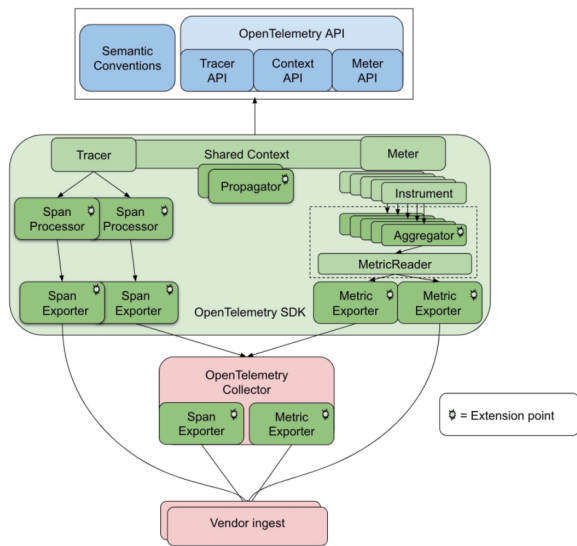 OpenTelemetry API
Semantic
Conventions
Tracer
API
Context
API
Meter
API
Tracer
Shared Context
Meter
Propagator
Instrument
Span
Processor
Span
Processor
Aggregator
MetricReader
Span
Exporter
Span
Exporter
OpenTelemetry SDK
Metric
Exporter
Metric
Exporter
OpenTelemetry
Collector
Span
Exporter
Metric
Exporter
= Extension point
Vendor ingest